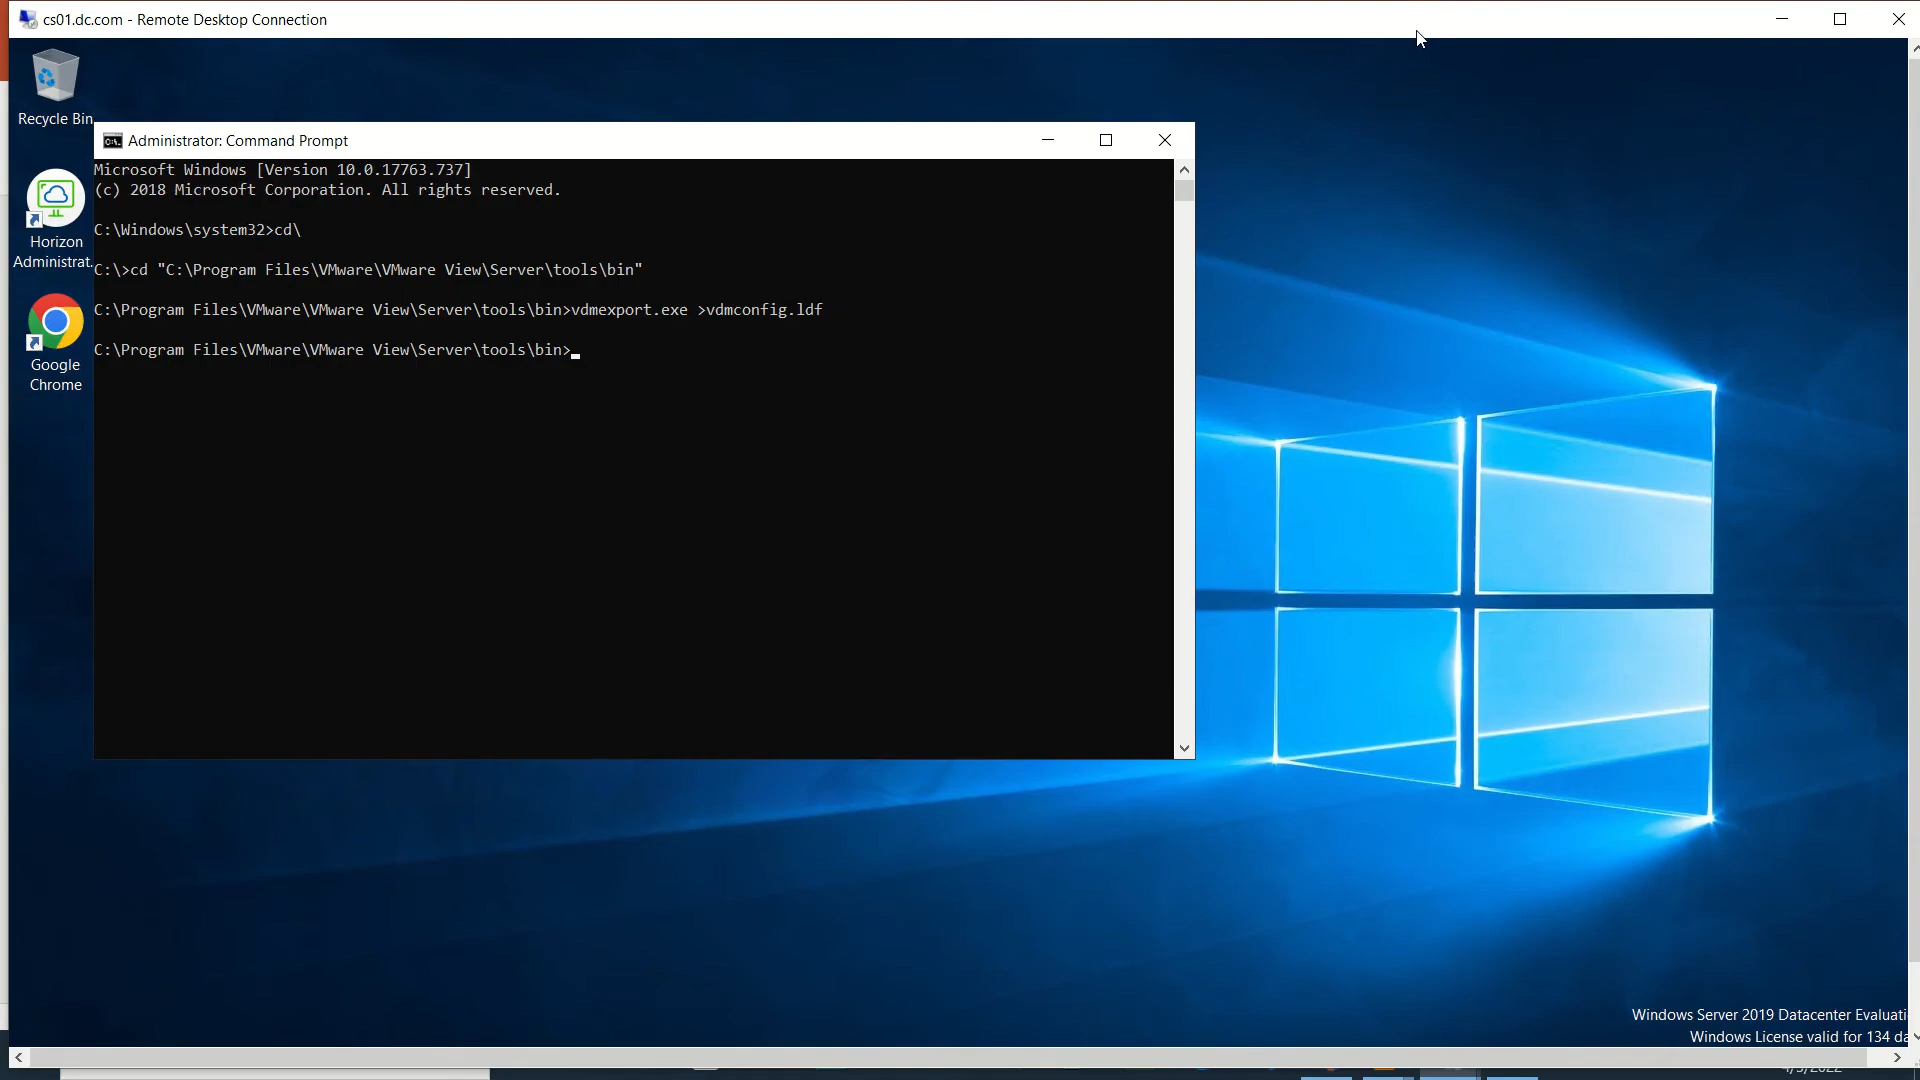 cs01.dc.com - Remote Desktop Connection
Recycle Bin
Horizon
Administrat.
Google
Chrome
Administrator: Command Prompt
Microsoft Windows [Version 10.0.17763.737]
(c) 2018 Microsoft Corporation. All rights reserved.
C:\Windows\system32>cd\
C:\>cd "C:\Program Files\VMware\VMware View\Server\tools\bin"
C:\Program Files\VMware\VMware View\Server\tools\bin>vdmexport.exe >vdmconfig.ldf
C:\Program Files\VMware\VMware View\Server\tools\bin>
Windows Server 2019 Datacenter Evaluati
Windows License valid for 134 da